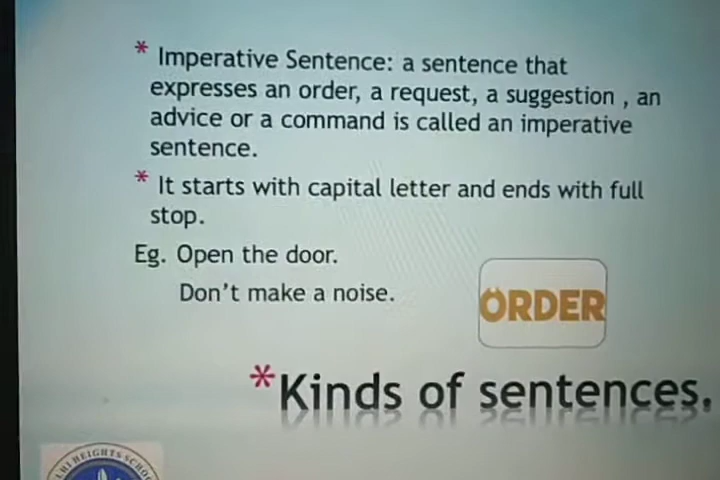 * Imperative Sentence: a sentence that
expresses an order, a request, a suggestion , an
advice or a command is called an imperative
sentence.
* It starts with capital letter and ends with full
stop.
Eg. Open the door.
Don't make a noise.
ORDER
*Kinds of sentences.
HEIGHTS SCHOO